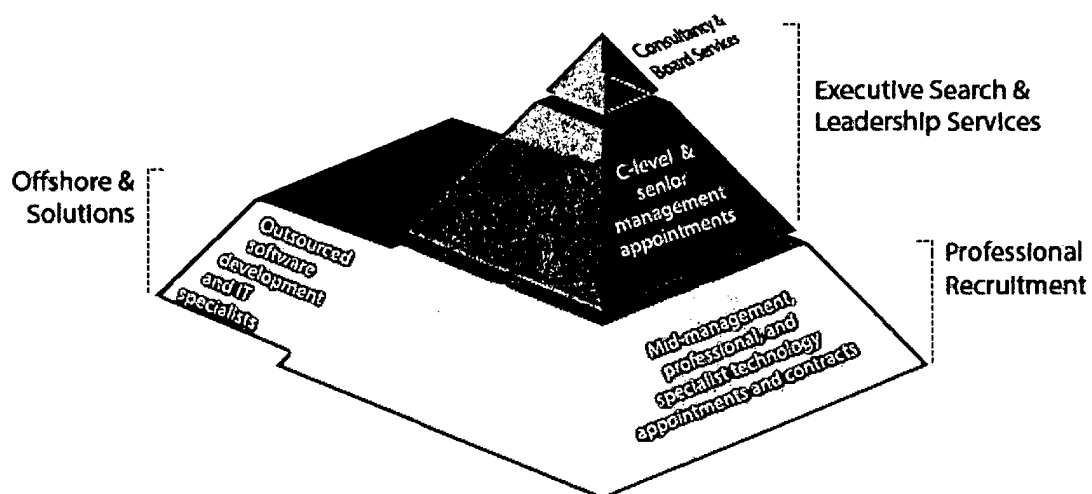 Consultancy &
Board Services
Executive Search &
Leadership Services
C-level &
senior
management
appointments
Offshore &
Solutions
Outsourced
software
development
and IT
specialists
Professional
Recruitment
Mid-management,
professional, and
specialist technology
appointments and contracts